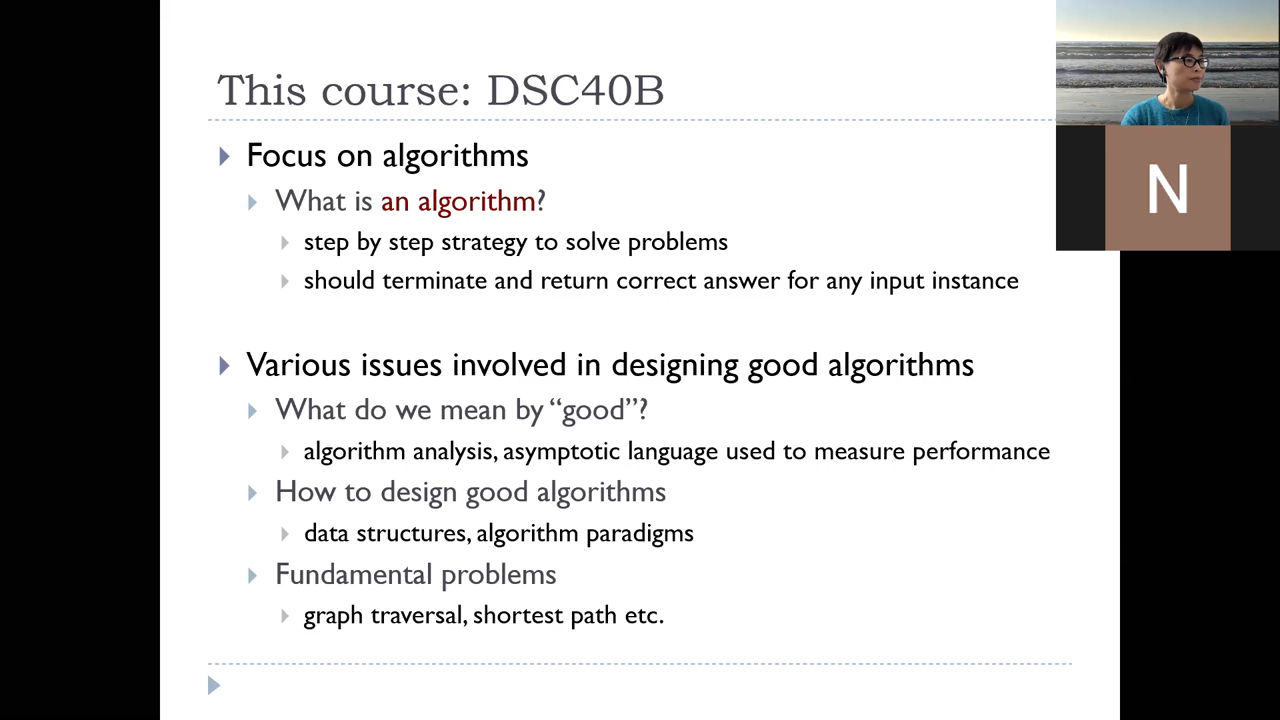 This course: DSC40B
Focus on algorithms
What is an algorithm?
step by step strategy to solve problems
should terminate and return correct answer for any input instance
Various issues involved in designing good algorithms
What do we mean by “good”?
algorithm analysis, asymptotic language used to measure performance
How to design good algorithms
data structures, algorithm paradigms
Fundamental problems
graph traversal, shortest path etc.
N